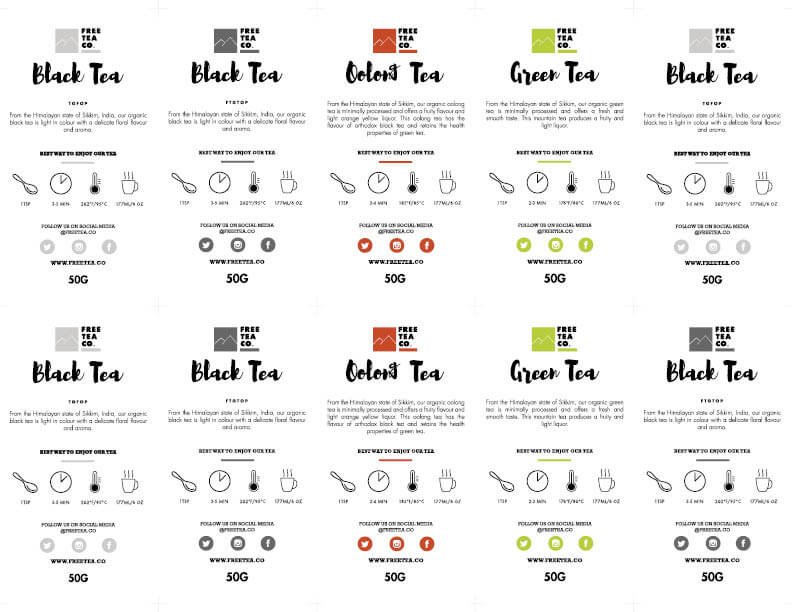 FREE
TEA
CO.
Black Tea
TGFOP
From the Himalayan state of Sikkim, India, our organic
black tea is light in colour with a delicate floral flavour
and aroma.
BEST WAY TO ENJOY OUR TEA
1TSP 3-5 MIN 203°F/95°C 177ML/6 OZ
FOLLOW US ON SOCIAL MEDIA
@FREETEA.CO
WWW.FREETEA.CO
50G
FREE
TEA
CO.
Black Tea
FTGFOP
From the Himalayan state of Sikkim, India, our organic
black tea is light in colour with a delicate floral flavour
and aroma.
BEST WAY TO ENJOY OUR TEA
1TSP 3-5 MIN 203°F/95°C 177ML/6 OZ
FOLLOW US ON SOCIAL MEDIA
@FREETEA.CO
WWW.FREETEA.CO
50G
FREE
TEA
CO.
Oolong Tea
From the Himalayan state of Sikkim, our organic oolong
tea is minimally processed and offers a fruity flavour and
light orange yellow liquor. This oolong tea has the
flavour of orthodox black tea and retains the health
properties of green tea.
BEST WAY TO ENJOY OUR TEA
1TSP MIN 177ML/6 OZ
FOLLOW US ON SOCIAL MEDIA
@FREETEA.CO
WWW.FREETEA.CO
50G
FREE
TEA
CO.
Green Tea
From the Himalayan state of Sikkim, our organic green
tea is minimally processed and offers a fresh and
smooth taste. This mountain tea produces a fruity and
light liquor.
BEST WAY TO ENJOY OUR TEA
1TSP 2-3 MIN 177ML/6 OZ
FOLLOW US ON SOCIAL MEDIA
@FREETEA.CO
WWW.FREETEA.CO
50G
FREE
TEA
CO.
Black Tea
TGFOP
From the Himalayan state of Sikkim, India, our organic
black tea is light in colour with a delicate floral flavour
and aroma.
BEST WAY TO ENJOY OUR TEA
1TSP 3-5 MIN 203°F/95°C 177ML/6 OZ
FOLLOW US ON SOCIAL MEDIA
@FREETEA.CO
WWW.FREETEA.CO
50G
FREE
TEA
CO.
Black Tea
TGFOP
From the Himalayan state of Sikkim, India, our organic
black tea is light in colour with a delicate floral flavour
and aroma.
BEST WAY TO ENJOY OUR TEA
1TSP 3-5 MIN 203°F/95°C 177ML/6 OZ
FOLLOW US ON SOCIAL MEDIA
@FREETEA.CO
WWW.FREETEA.CO
50G
FREE
TEA
CO.
Black Tea
FTGFOP
From the Himalayan state of Sikkim, India, our organic
black tea is light in colour with a delicate floral flavour
and aroma.
BEST WAY TO ENJOY OUR TEA
1TSP 3-5 MIN 203°F/95°C 177ML/6 OZ
FOLLOW US ON SOCIAL MEDIA
@FREETEA.CO
WWW.FREETEA.CO
50G
FREE
TEA
CO.
Oolong Tea
From the Himalayan state of Sikkim, our organic oolong
tea is minimally processed and offers a fruity flavour and
light orange yellow liquor. This oolong tea has the
flavour of orthodox black tea and retains the health
properties of green tea.
BEST WAY TO ENJOY OUR TEA
1TSP MIN 177ML/6 OZ
FOLLOW US ON SOCIAL MEDIA
@FREETEA.CO
WWW.FREETEA.CO
50G
FREE
TEA
CO.
Green Tea
From the Himalayan state of Sikkim, our organic green
tea is minimally processed and offers a fresh and
smooth taste. This mountain tea produces a fruity and
light liquor.
BEST WAY TO ENJOY OUR TEA
1TSP 2-3 MIN 177ML/6 OZ
FOLLOW US ON SOCIAL MEDIA
@FREETEA.CO
WWW.FREETEA.CO
50G
FREE
TEA
CO.
Black Tea
FTGFOP
From the Himalayan state of Sikkim, India, our organic
black tea is light in colour with a delicate floral flavour
and aroma.
BEST WAY TO ENJOY OUR TEA
1TSP 3-5 MIN 203°F/95°C 177ML/6 OZ
FOLLOW US ON SOCIAL MEDIA
@FREETEA.CO
WWW.FREETEA.CO
50G